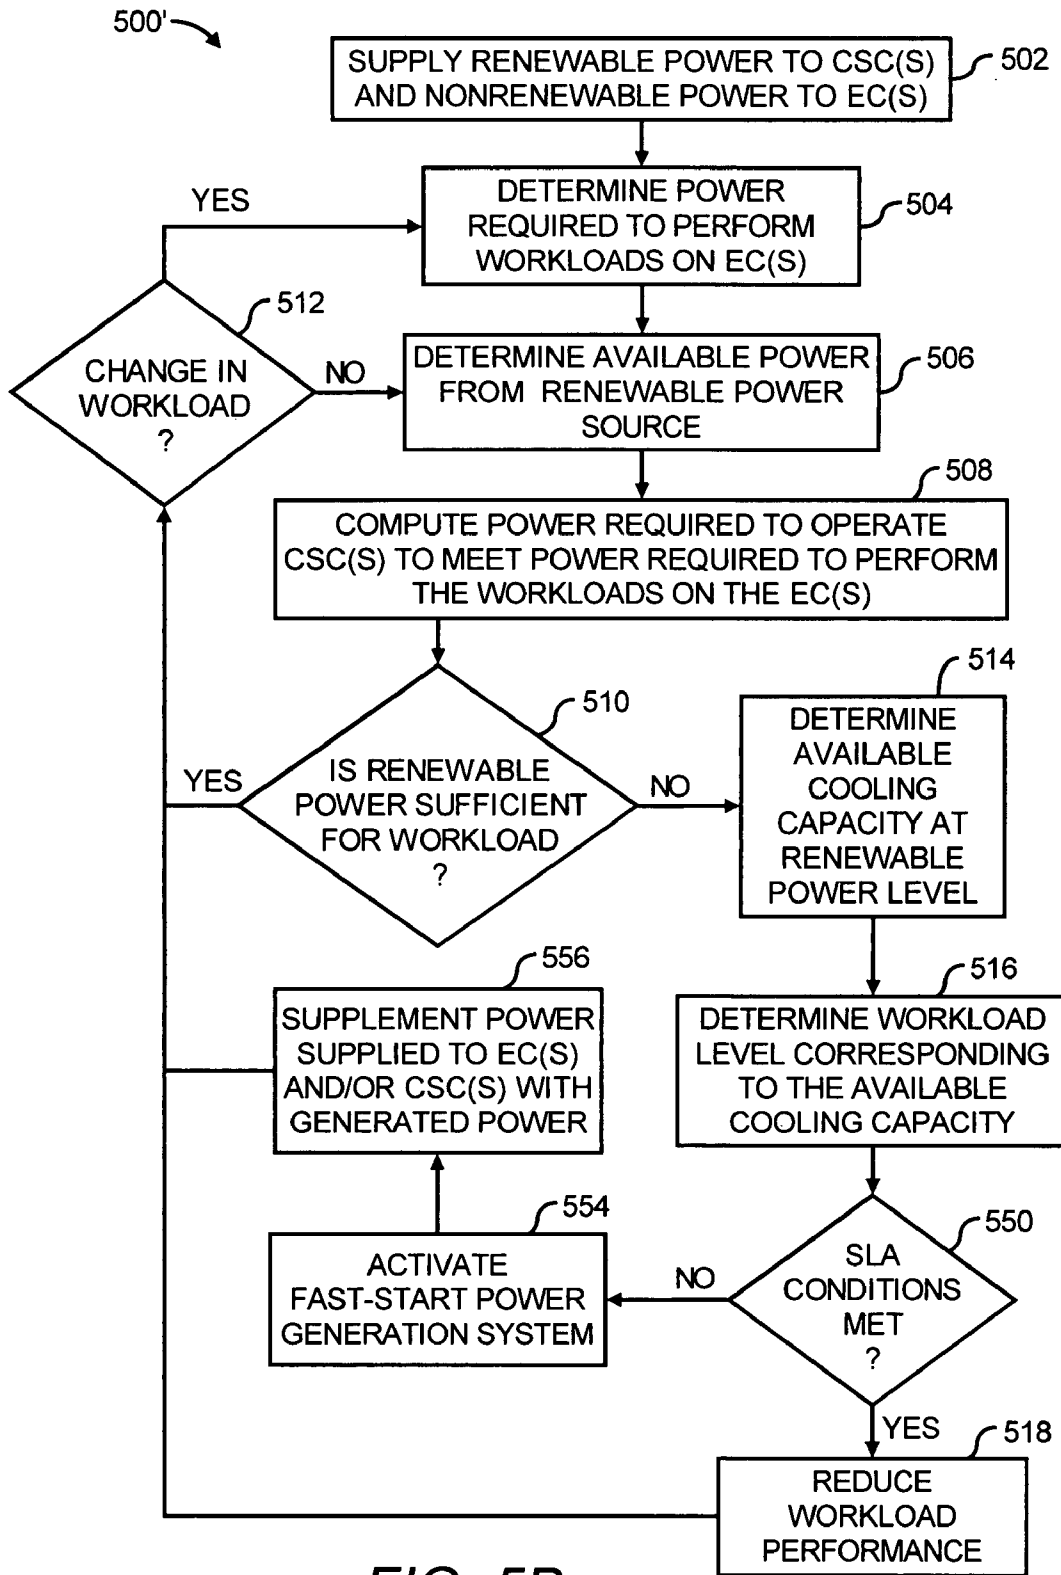 500'
SUPPLY RENEWABLE POWER TO CSC(S)
AND NONRENEWABLE POWER TO EC(S)
502
DETERMINE POWER
REQUIRED TO PERFORM
WORKLOADS ON EC(S)
504
YES
CHANGE IN
WORKLOAD
?
512
NO
DETERMINE AVAILABLE POWER
FROM RENEWABLE POWER
SOURCE
506
508
COMPUTE POWER REQUIRED TO OPERATE
CSC(S) TO MEET POWER REQUIRED TO PERFORM
THE WORKLOADS ON THE EC(S)
510
YES
IS RENEWABLE
POWER SUFFICIENT
FOR WORKLOAD
?
NO
514
DETERMINE
AVAILABLE
COOLING
CAPACITY AT
RENEWABLE
POWER LEVEL
516
DETERMINE WORKLOAD
LEVEL CORRESPONDING
TO THE AVAILABLE
COOLING CAPACITY
556
SUPPLEMENT POWER
SUPPLIED TO EC(S)
AND/OR CSC(S) WITH
GENERATED POWER
554
ACTIVATE
FAST-START POWER
GENERATION SYSTEM
NO
550
SLA
CONDITIONS
MET
?
YES
518
REDUCE
WORKLOAD
PERFORMANCE
FIG. 5B